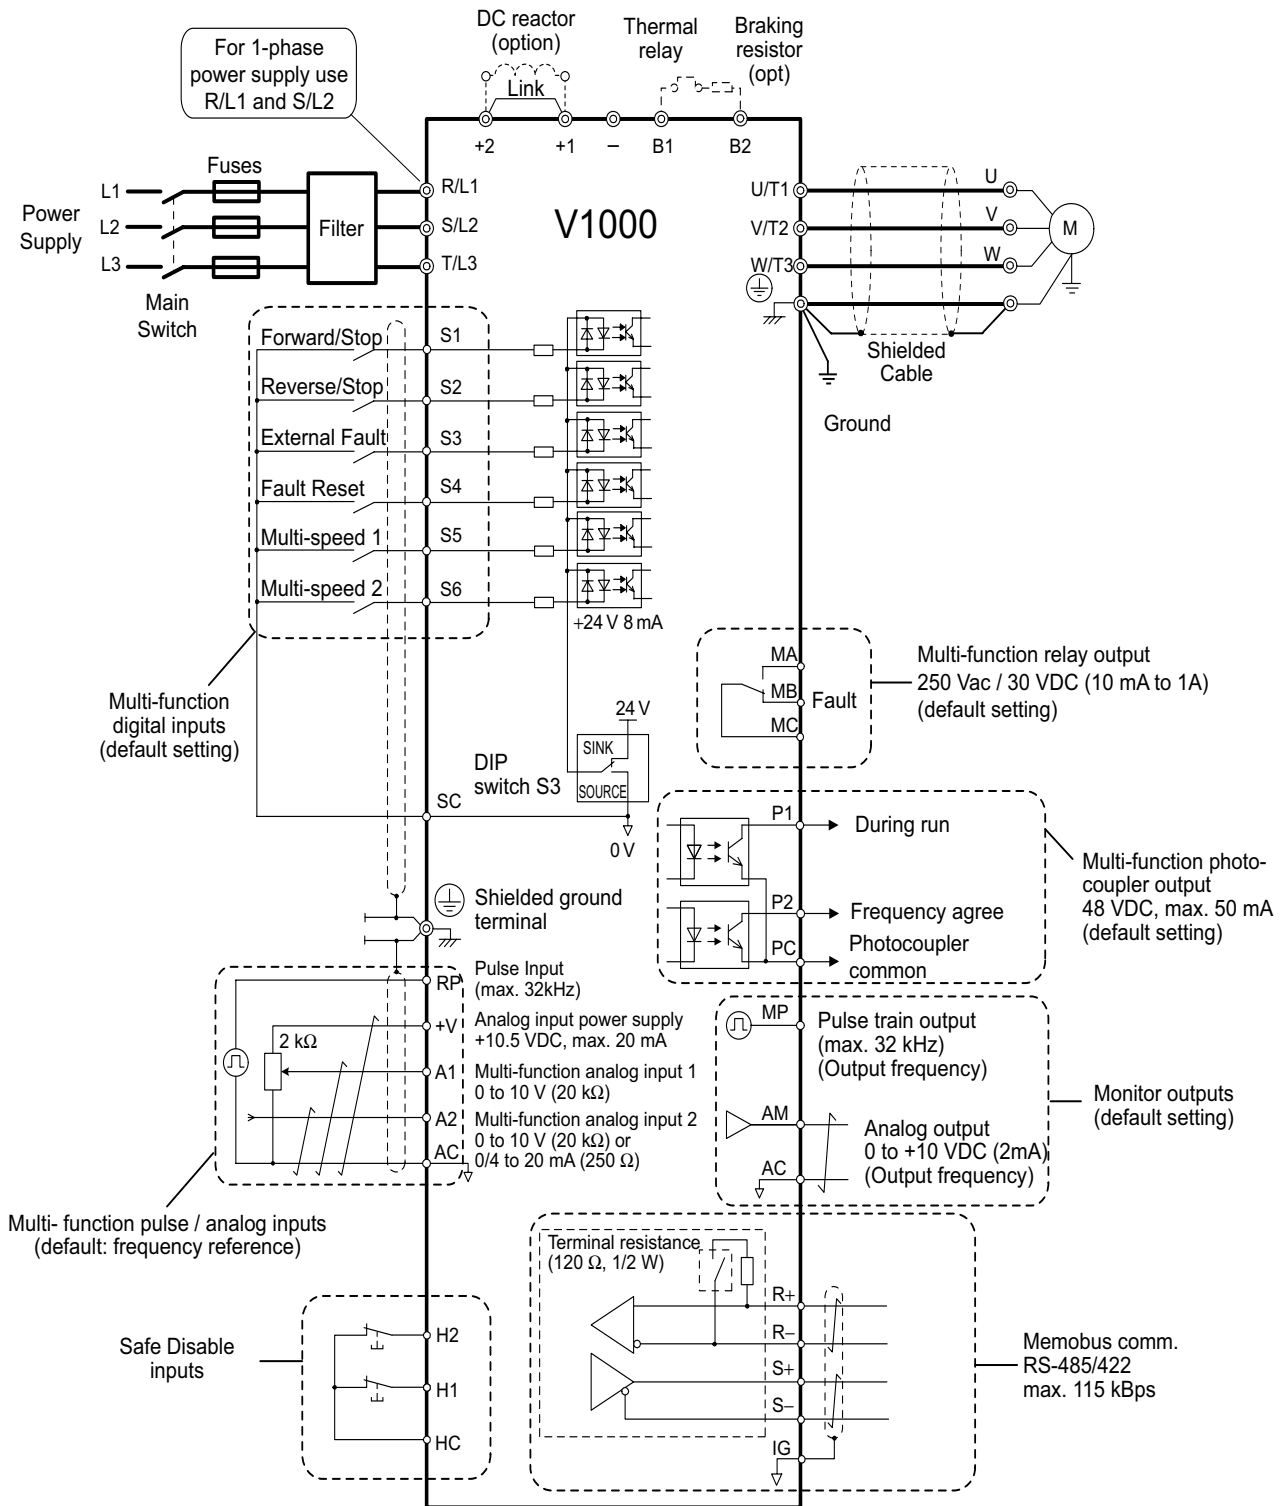 For 1-phase
power supply use
R/L1 and S/L2
DC reactor
(option)
Link
Thermal
relay
Braking
resistor
(opt)
+2
+1
–
B1
B2
Power
Supply
L1
L2
L3
Fuses
Filter
Main
Switch
R/L1
S/L2
T/L3
V1000
U/T1
V/T2
W/T3
U
V
W
M
Shielded
Cable
Ground
Forward/Stop
S1
Reverse/Stop
S2
External Fault
S3
Fault Reset
S4
Multi-speed 1
S5
Multi-speed 2
S6
+24 V 8 mA
Multi-function
digital inputs
(default setting)
24 V
DIP
switch S3
SINK
SOURCE
SC
0 V
MA
MB
MC
Fault
Multi-function relay output
250 Vac / 30 VDC (10 mA to 1A)
(default setting)
P1
During run
P2
Frequency agree
PC
Photocoupler
common
Multi-function photo-
coupler output
48 VDC, max. 50 mA
(default setting)
Shielded ground
terminal
RP
Pulse Input
(max. 32kHz)
+V
Analog input power supply
+10.5 VDC, max. 20 mA
2 kΩ
A1
Multi-function analog input 1
0 to 10 V (20 kΩ)
A2
Multi-function analog input 2
0 to 10 V (20 kΩ) or
0/4 to 20 mA (250 Ω)
AC
Multi- function pulse / analog inputs
(default: frequency reference)
MP
Pulse train output
(max. 32 kHz)
(Output frequency)
AM
Analog output
0 to +10 VDC (2mA)
(Output frequency)
AC
Monitor outputs
(default setting)
Safe Disable
inputs
H2
H1
HC
Terminal resistance
(120 Ω, 1/2 W)
R+
R–
S+
S–
IG
Memobus comm.
RS-485/422
max. 115 kBps